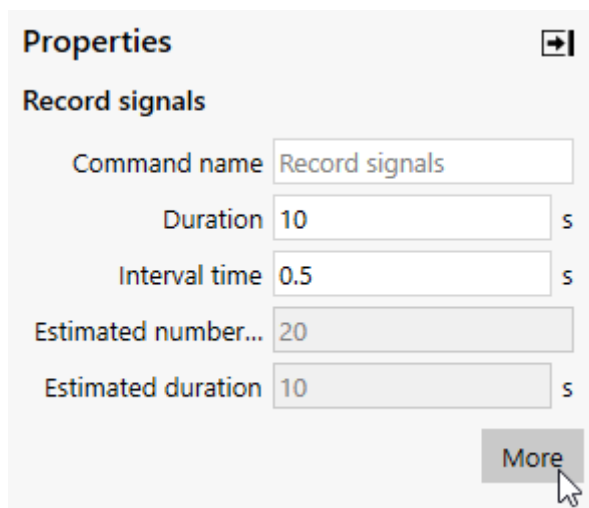 Properties
Record signals
Command name Record signals
Duration 10 s
Interval time 0.5 s
Estimated number... 20
Estimated duration 10 s
More